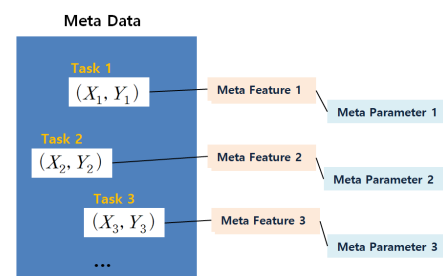 Meta Data
Task 1
(X₁, Y₁)
Meta Feature 1
Meta Parameter 1
Task 2
(X₂, Y₂)
Meta Feature 2
Meta Parameter 2
Task 3
(X₃, Y₃)
Meta Feature 3
Meta Parameter 3
...